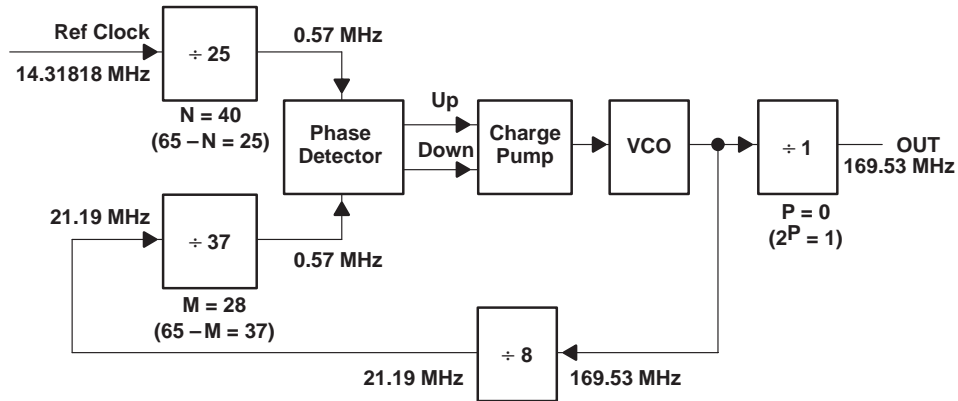 Ref Clock
14.31818 MHz
÷ 25
N = 40
(65 – N = 25)
0.57 MHz
Phase
Detector
Up
Down
Charge
Pump
VCO
÷ 1
P = 0
(2^P = 1)
OUT
169.53 MHz
21.19 MHz
÷ 37
M = 28
(65 – M = 37)
0.57 MHz
÷ 8
21.19 MHz
169.53 MHz